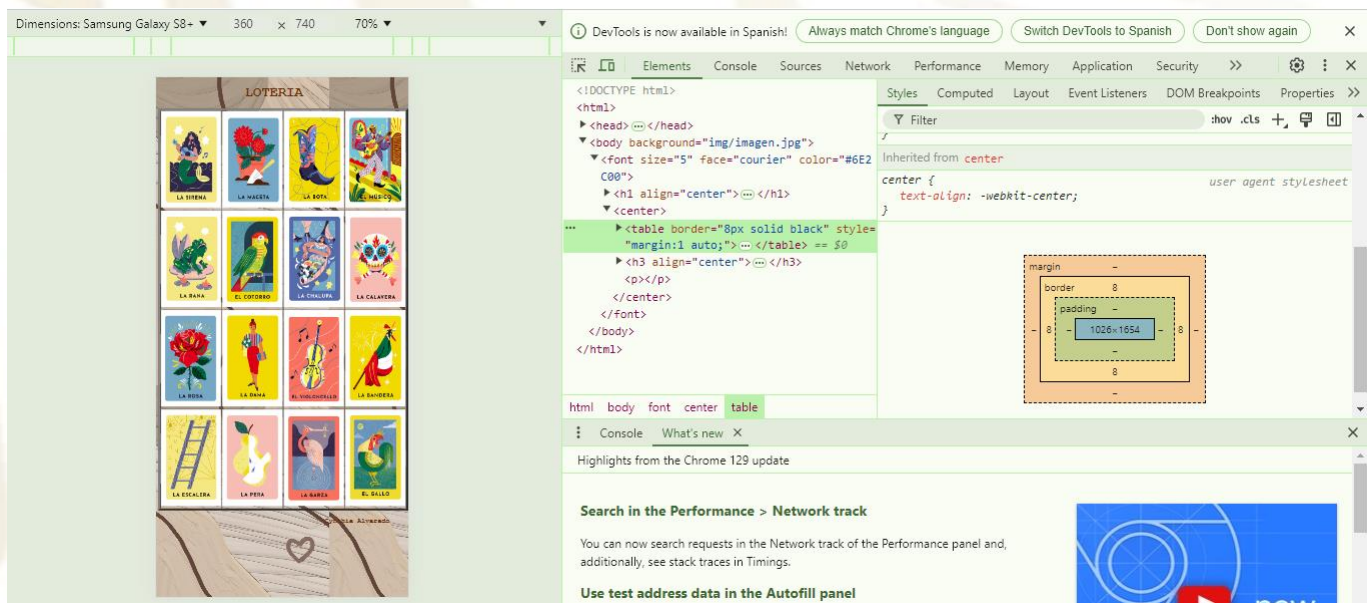 Dimensions: Samsung Galaxy S8+ ▼ 360 × 740 70% ▼ ▼
LOTERIA
LA SIRENA LA MACETA LA BOTA EL MÚSICO
LA RANA EL COTORRO LA CHALUPA LA CALAVERA
LA ROSA LA DAMA EL VIOLONCELLO LA BANDERA
LA ESCALERA LA PERA LA GARZA EL GALLO
Cynthia Alvarado
DevTools is now available in Spanish! Always match Chrome's language Switch DevTools to Spanish Don't show again
Elements Console Sources Network Performance Memory Application Security >>
<!DOCTYPE html>
<html>
▶<head>…</head>
▼<body background="img/imagen.jpg">
▼<font size="5" face="courier" color="#6E2
C00">
▶<h1 align="center">…</h1>
▼<center>
… ▶<table border="8px solid black" style=
"margin:1 auto;">…</table> == $0
▶<h3 align="center">…</h3>
<p></p>
</center>
</font>
</body>
</html>
html body font center table
Styles Computed Layout Event Listeners DOM Breakpoints Properties >>
Filter :hov .cls +
}
Inherited from center
center { user agent stylesheet
text-align: -webkit-center;
}
margin –
border 8
padding –
– 8 – 1026×1654 – 8 –
–
8
–
Console What's new ×
Highlights from the Chrome 129 update
Search in the Performance > Network track
You can now search requests in the Network track of the Performance panel and,
additionally, see stack traces in Timings.
Use test address data in the Autofill panel
new